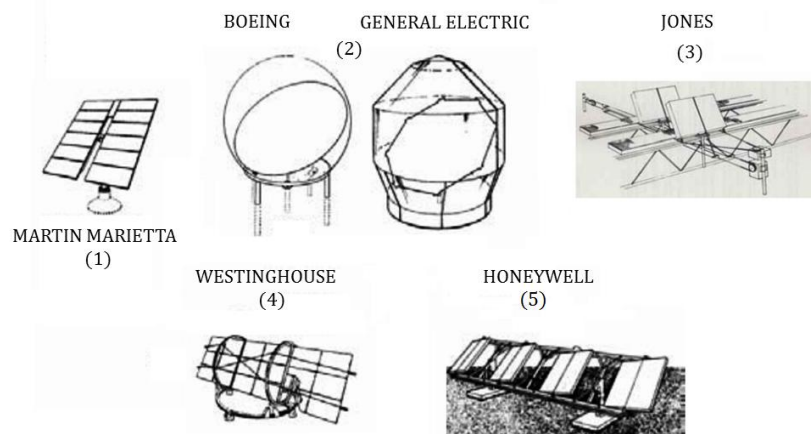 BOEING
GENERAL ELECTRIC
JONES
(2)
(3)
MARTIN MARIETTA
(1)
WESTINGHOUSE
HONEYWELL
(4)
(5)